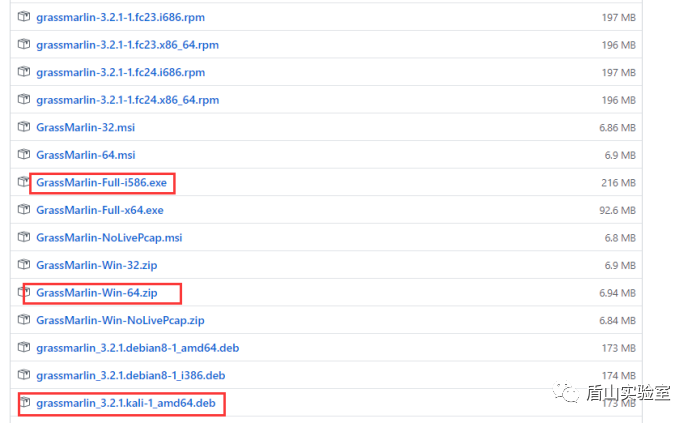 grassmarlin-3.2.1-1.fc23.i686.rpm 197 MB
grassmarlin-3.2.1-1.fc23.x86_64.rpm 196 MB
grassmarlin-3.2.1-1.fc24.i686.rpm 197 MB
grassmarlin-3.2.1-1.fc24.x86_64.rpm 196 MB
GrassMarlin-32.msi 6.86 MB
GrassMarlin-64.msi 6.9 MB
GrassMarlin-Full-i586.exe 216 MB
GrassMarlin-Full-x64.exe 92.6 MB
GrassMarlin-NoLivePcap.msi 6.8 MB
GrassMarlin-Win-32.zip 6.9 MB
GrassMarlin-Win-64.zip 6.94 MB
GrassMarlin-Win-NoLivePcap.zip 6.84 MB
grassmarlin_3.2.1.debian8-1_amd64.deb 173 MB
grassmarlin_3.2.1.debian8-1_i386.deb 174 MB
grassmarlin_3.2.1.kali-1_amd64.deb 173 MB
盾山实验室